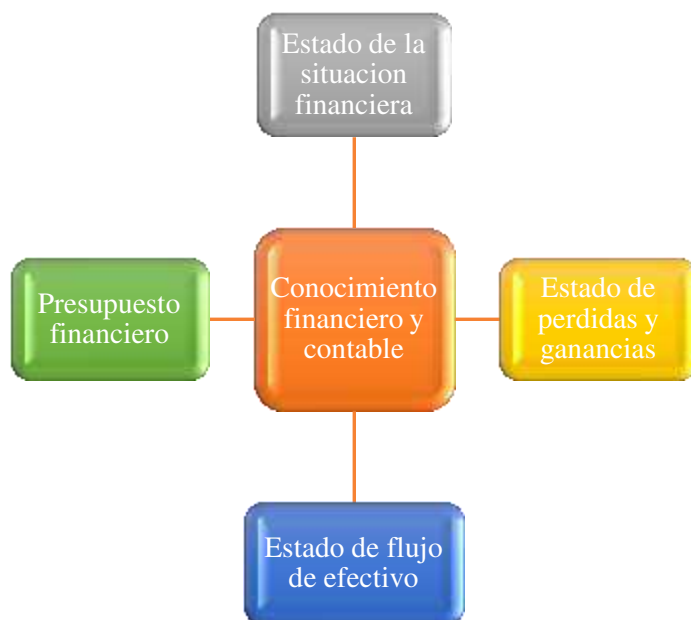 Estado de la
situacion
financiera
Presupuesto
financiero
Conocimiento
financiero y
contable
Estado de
perdidas y
ganancias
Estado de flujo
de efectivo